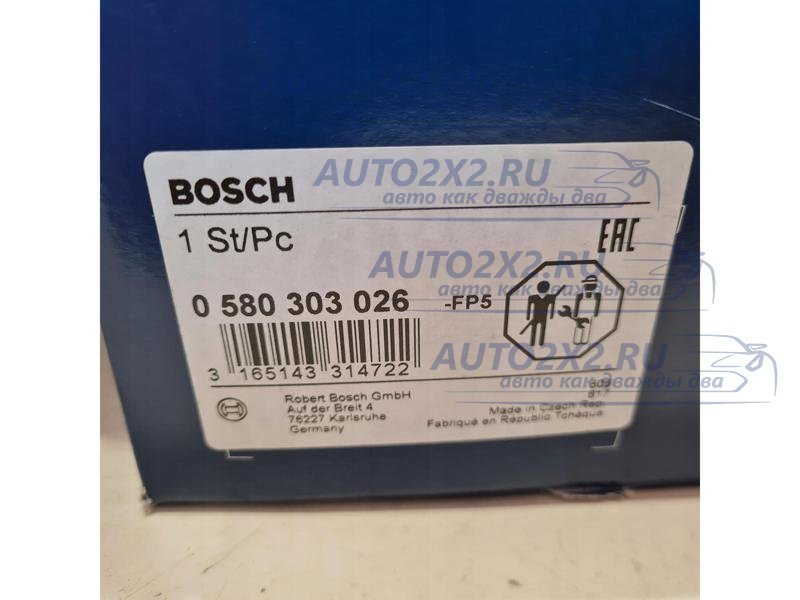 AUTO2X2.RU
авто как дважды два
BOSCH
1 St/Pc
EAC
AUTO2X2.RU
авто как дважды два
0 580 303 026 -FP5
3 165143 314722
AUTO2X2.RU
авто как дважды два
Robert Bosch GmbH
Auf der Breit 4
76227 Karlsruhe
Germany
817
Made in Czech Rep.
Fabriqué en République Tchèque